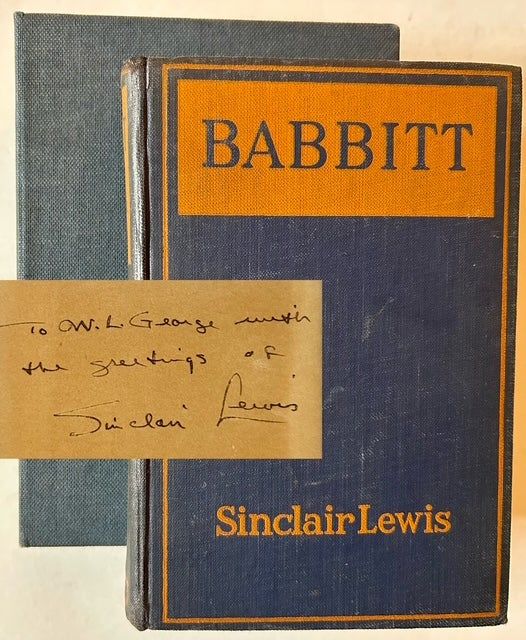 BABBITT
To W.L. George with
the greetings of
Sinclair Lewis
Sinclair Lewis